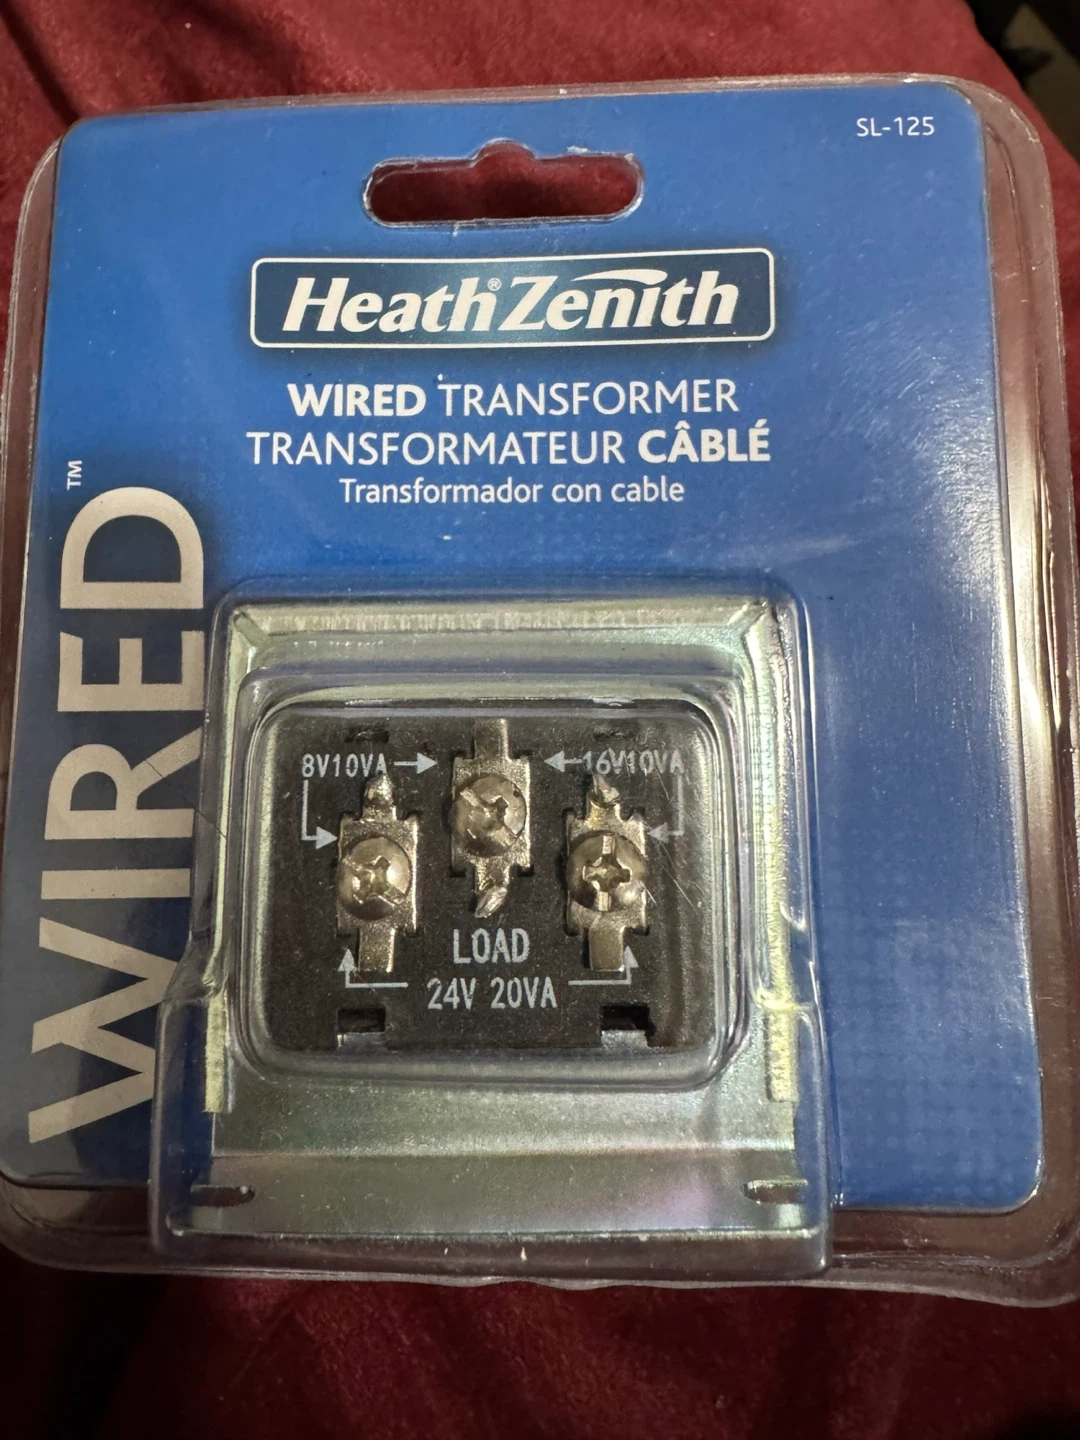 SL-125
Heath® Zenith
WIRED TRANSFORMER
TRANSFORMATEUR CÂBLÉ
Transformador con cable
WIRED™
8V10VA
16V10VA
LOAD
24V 20VA